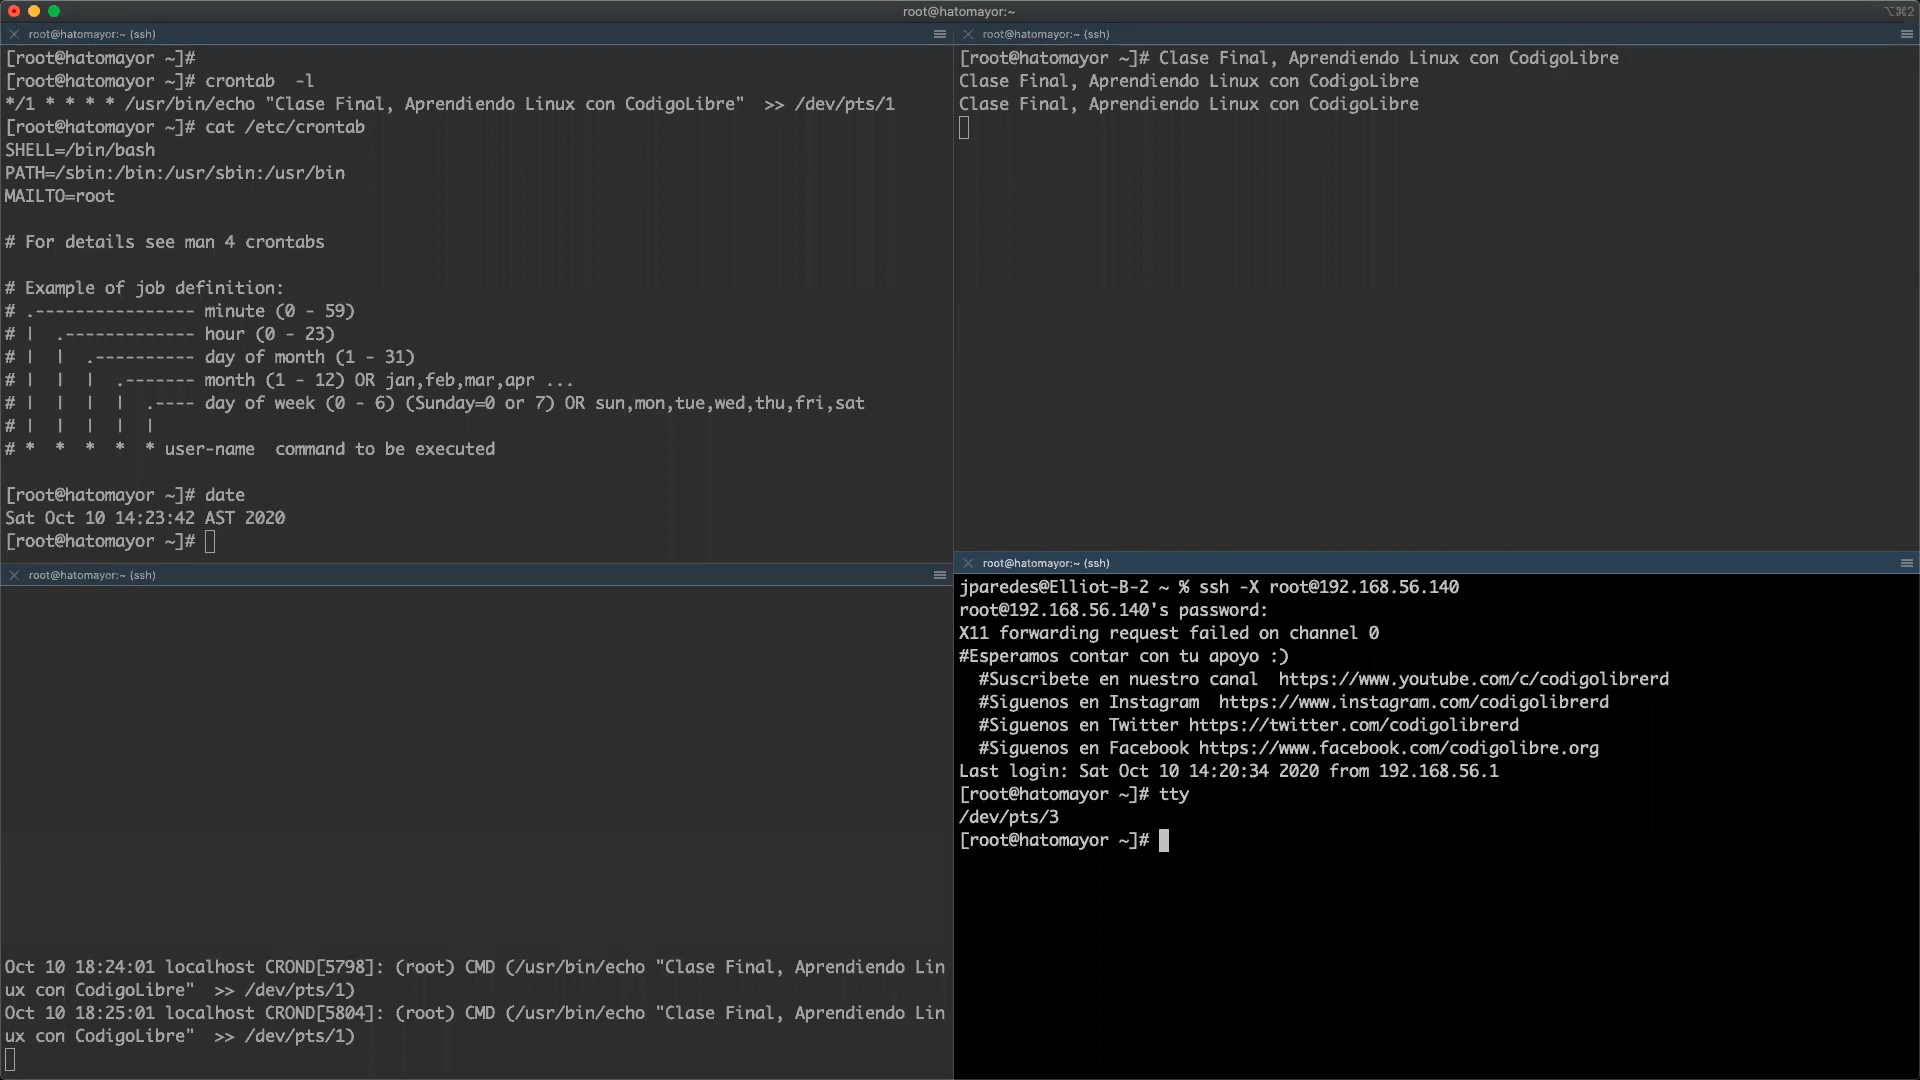 root@hatomayor:~
⌥⌘2
root@hatomayor:~ (ssh)
[root@hatomayor ~]#
[root@hatomayor ~]# crontab  -l
*/1 * * * * /usr/bin/echo "Clase Final, Aprendiendo Linux con CodigoLibre"  >> /dev/pts/1
[root@hatomayor ~]# cat /etc/crontab
SHELL=/bin/bash
PATH=/sbin:/bin:/usr/sbin:/usr/bin
MAILTO=root
# For details see man 4 crontabs
# Example of job definition:
# .---------------- minute (0 - 59)
# |  .------------- hour (0 - 23)
# |  |  .---------- day of month (1 - 31)
# |  |  |  .------- month (1 - 12) OR jan,feb,mar,apr ...
# |  |  |  |  .---- day of week (0 - 6) (Sunday=0 or 7) OR sun,mon,tue,wed,thu,fri,sat
# |  |  |  |  |
# *  *  *  *  * user-name  command to be executed
[root@hatomayor ~]# date
Sat Oct 10 14:23:42 AST 2020
[root@hatomayor ~]#
root@hatomayor:~ (ssh)
[root@hatomayor ~]# Clase Final, Aprendiendo Linux con CodigoLibre
Clase Final, Aprendiendo Linux con CodigoLibre
Clase Final, Aprendiendo Linux con CodigoLibre
root@hatomayor:~ (ssh)
Oct 10 18:24:01 localhost CROND[5798]: (root) CMD (/usr/bin/echo "Clase Final, Aprendiendo Lin
ux con CodigoLibre"  >> /dev/pts/1)
Oct 10 18:25:01 localhost CROND[5804]: (root) CMD (/usr/bin/echo "Clase Final, Aprendiendo Lin
ux con CodigoLibre"  >> /dev/pts/1)
root@hatomayor:~ (ssh)
jparedes@Elliot-B-2 ~ % ssh -X root@192.168.56.140
root@192.168.56.140's password:
X11 forwarding request failed on channel 0
#Esperamos contar con tu apoyo :)
  #Suscribete en nuestro canal  https://www.youtube.com/c/codigolibrerd
  #Siguenos en Instagram  https://www.instagram.com/codigolibrerd
  #Siguenos en Twitter https://twitter.com/codigolibrerd
  #Siguenos en Facebook https://www.facebook.com/codigolibre.org
Last login: Sat Oct 10 14:20:34 2020 from 192.168.56.1
[root@hatomayor ~]# tty
/dev/pts/3
[root@hatomayor ~]#